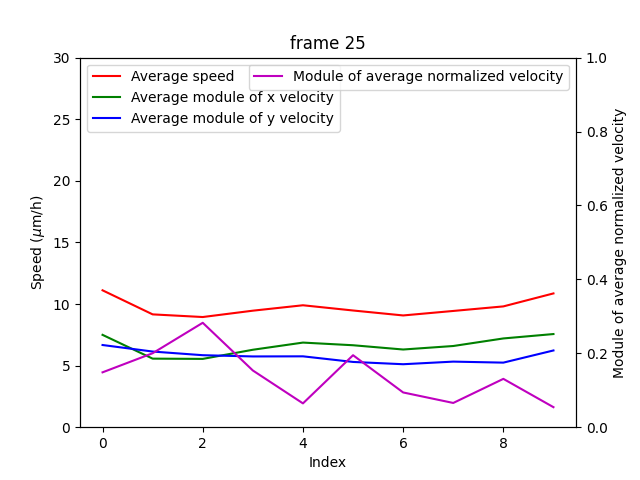 frame 25
Average speed
Average module of x velocity
Average module of y velocity
Module of average normalized velocity
Speed (μm/h)
30
25
20
15
10
5
0
1.0
0.8
0.6
0.4
0.2
0.0
Module of average normalized velocity
0 2 4 6 8
Index